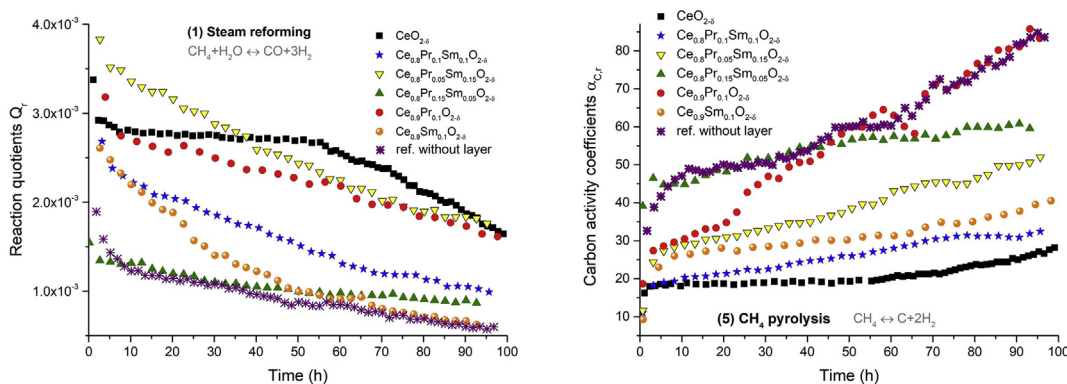 4.0x10⁻³
3.0x10⁻³
2.0x10⁻³
1.0x10⁻³
Reaction quotients Qᵣ
(1) Steam reforming
CH₄+H₂O ↔ CO+3H₂
CeO₂₋δ
Ce₀.₈Pr₀.₁Sm₀.₁O₂₋δ
Ce₀.₈Pr₀.₀₅Sm₀.₁₅O₂₋δ
Ce₀.₈Pr₀.₁₅Sm₀.₀₅O₂₋δ
Ce₀.₉Pr₀.₁O₂₋δ
Ce₀.₉Sm₀.₁O₂₋δ
ref. without layer
0 10 20 30 40 50 60 70 80 90 100
Time (h)
80
70
60
50
40
30
20
10
Carbon activity coefficients αC,r
CeO₂₋δ
Ce₀.₈Pr₀.₁Sm₀.₁O₂₋δ
Ce₀.₈Pr₀.₀₅Sm₀.₁₅O₂₋δ
Ce₀.₈Pr₀.₁₅Sm₀.₀₅O₂₋δ
Ce₀.₉Pr₀.₁O₂₋δ
Ce₀.₉Sm₀.₁O₂₋δ
ref. without layer
(5) CH₄ pyrolysis CH₄ ↔ C+2H₂
0 10 20 30 40 50 60 70 80 90 100
Time (h)